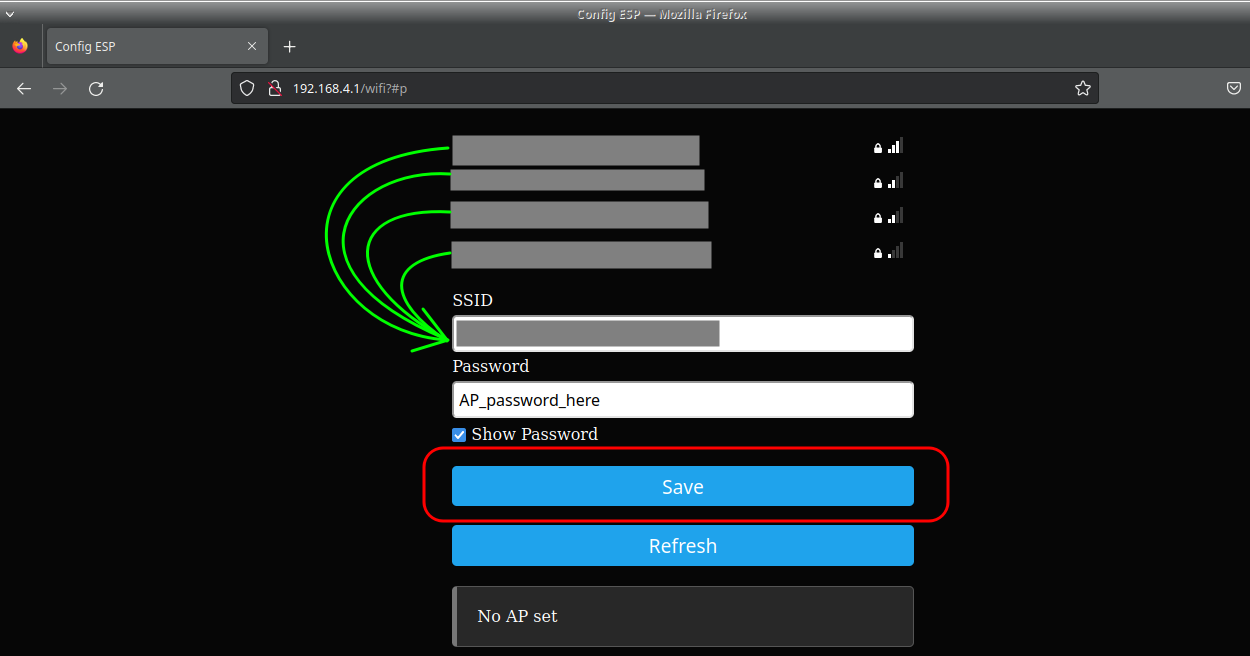 Config ESP — Mozilla Firefox
Config ESP
192.168.4.1/wifi?#p
SSID
Password
AP_password_here
Show Password
Save
Refresh
No AP set